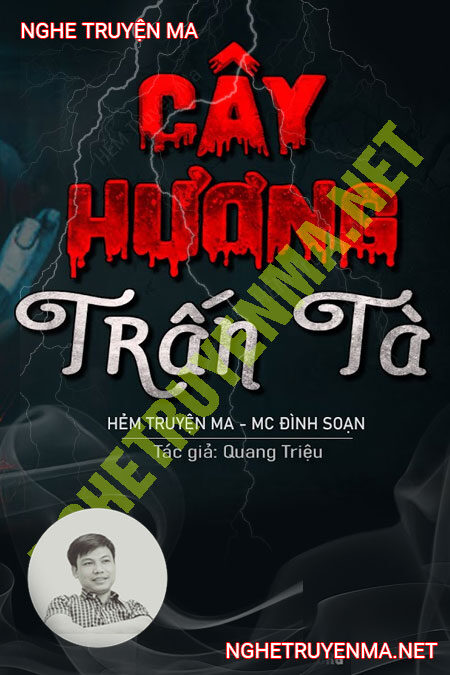 NGHE TRUYỆN MA
CÂY
HƯƠNG
Trấn Tà
HẺM TRUYỆN MA - MC ĐÌNH SOẠN
Tác giả: Quang Triệu
NGHETRUYENMA.NET
NGHETRUYENMA.NET